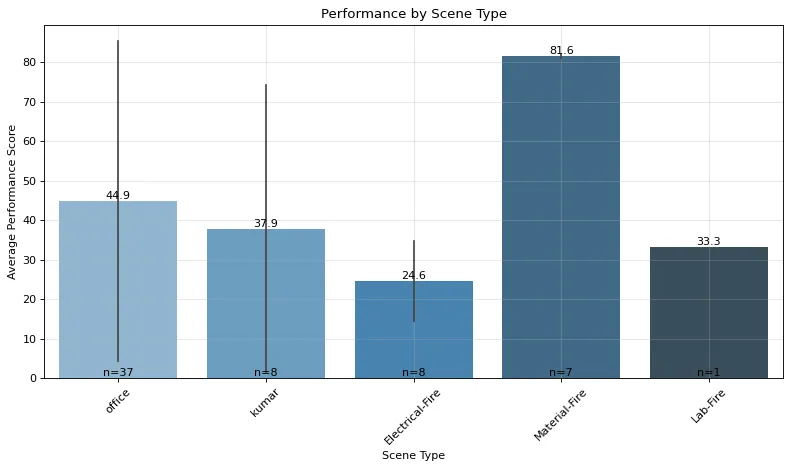 Performance by Scene Type
Average Performance Score
80
70
60
50
40
30
20
10
0
44.9
37.9
24.6
81.6
33.3
n=37
n=8
n=8
n=7
n=1
office
kumar
Electrical-Fire
Material-Fire
Lab-Fire
Scene Type